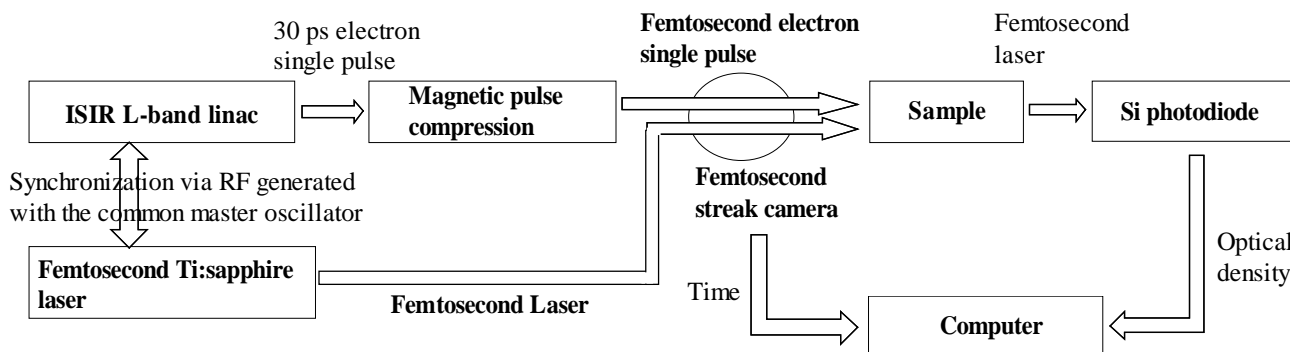 30 ps electron
single pulse
Femtosecond electron
single pulse
Femtosecond
laser
ISIR L-band linac
Magnetic pulse
compression
Sample
Si photodiode
Synchronization via RF generated
with the common master oscillator
Femtosecond
streak camera
Femtosecond Ti:sapphire
laser
Femtosecond Laser
Time
Optical
density
Computer